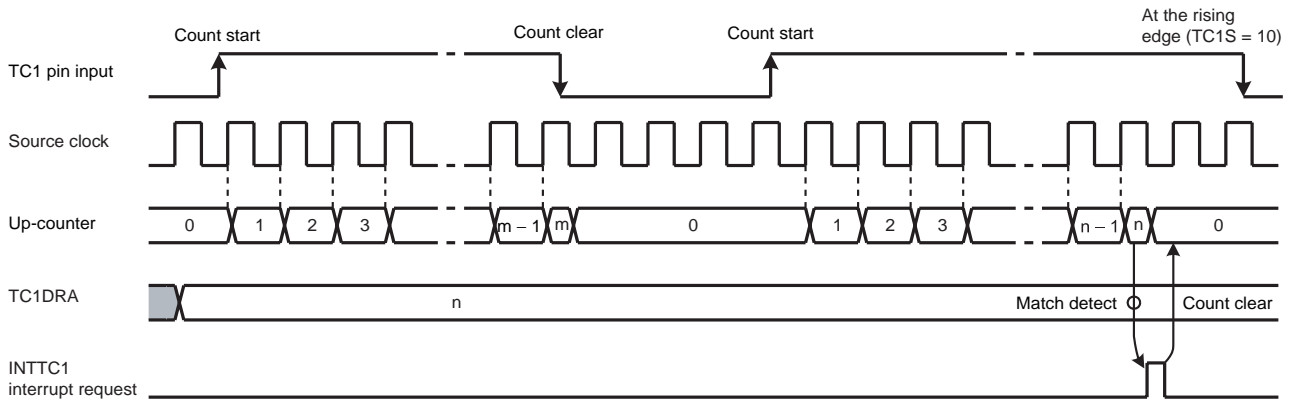 At the rising
edge (TC1S = 10)
Count start
Count clear
Count start
TC1 pin input
Source clock
Up-counter
0
1
2
3
m – 1
m
0
1
2
3
n – 1
n
0
TC1DRA
n
Match detect
Count clear
INTTC1
interrupt request